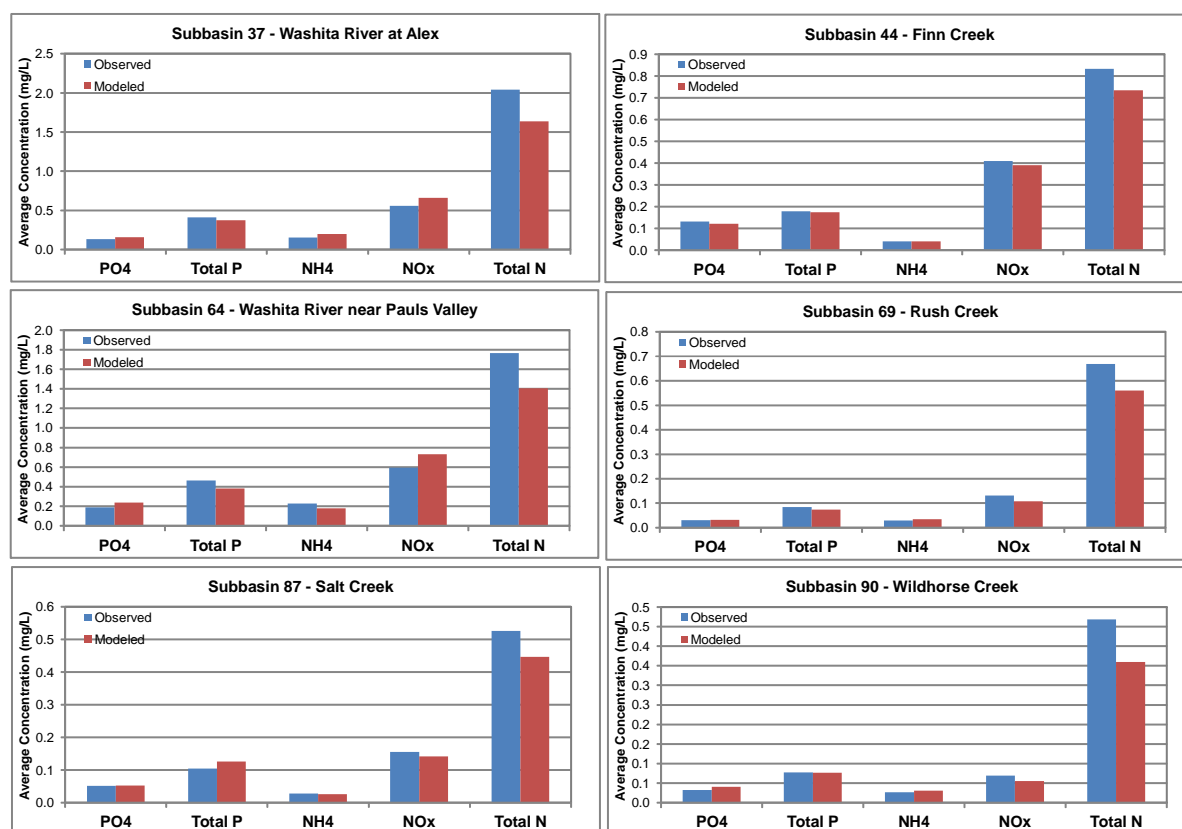 Subbasin 37 - Washita River at Alex
Average Concentration (mg/L)
2.5
2.0
1.5
1.0
0.5
0.0
Observed
Modeled
PO4 Total P NH4 NOx Total N
Subbasin 44 - Finn Creek
Average Concentration (mg/L)
0.9
0.8
0.7
0.6
0.5
0.4
0.3
0.2
0.1
0.0
Observed
Modeled
PO4 Total P NH4 NOx Total N
Subbasin 64 - Washita River near Pauls Valley
Average Concentration (mg/L)
2.0
1.8
1.6
1.4
1.2
1.0
0.8
0.6
0.4
0.2
0.0
Observed
Modeled
PO4 Total P NH4 NOx Total N
Subbasin 69 - Rush Creek
Average Concentration (mg/L)
0.8
0.7
0.6
0.5
0.4
0.3
0.2
0.1
0.0
Observed
Modeled
PO4 Total P NH4 NOx Total N
Subbasin 87 - Salt Creek
Average Concentration (mg/L)
0.6
0.5
0.4
0.3
0.2
0.1
0.0
Observed
Modeled
PO4 Total P NH4 NOx Total N
Subbasin 90 - Wildhorse Creek
Average Concentration (mg/L)
0.5
0.5
0.4
0.4
0.3
0.3
0.2
0.2
0.1
0.1
0.0
Observed
Modeled
PO4 Total P NH4 NOx Total N